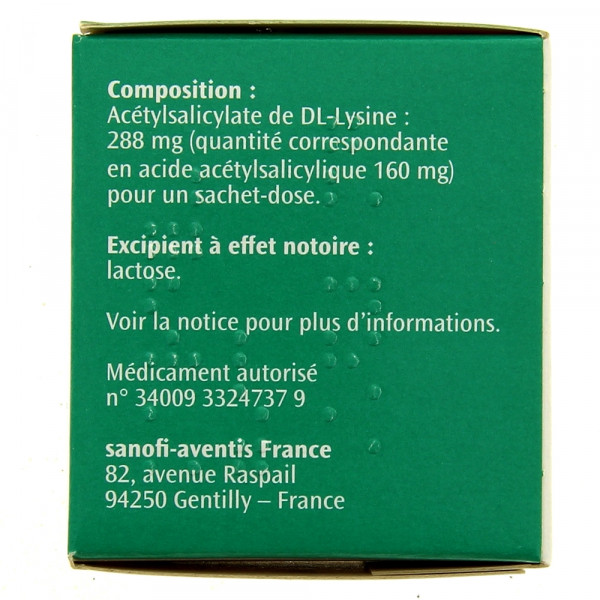 Composition :
Acétylsalicylate de DL-Lysine :
288 mg (quantité correspondante
en acide acétylsalicylique 160 mg)
pour un sachet-dose.
Excipient à effet notoire :
lactose.
Voir la notice pour plus d’informations.
Médicament autorisé
n° 34009 3324737 9
sanofi-aventis France
82, avenue Raspail
94250 Gentilly – France